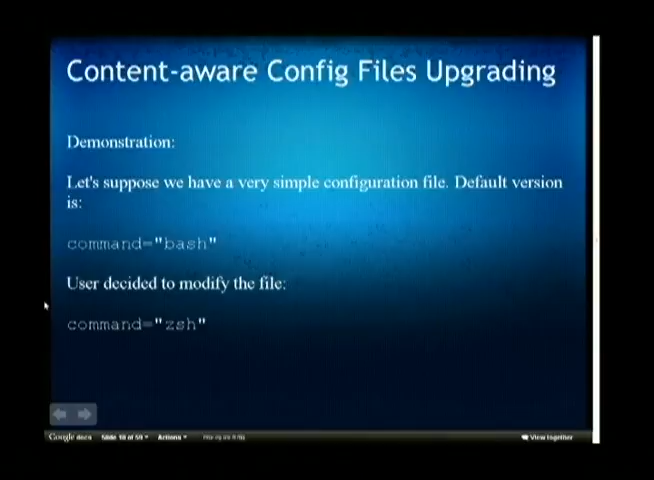 Content-aware Config Files Upgrading
Demonstration:
Let's suppose we have a very simple configuration file. Default version
is:
command="bash"
User decided to modify the file:
command="zsh"
Google docs Slide 18 of 59 Actions View together